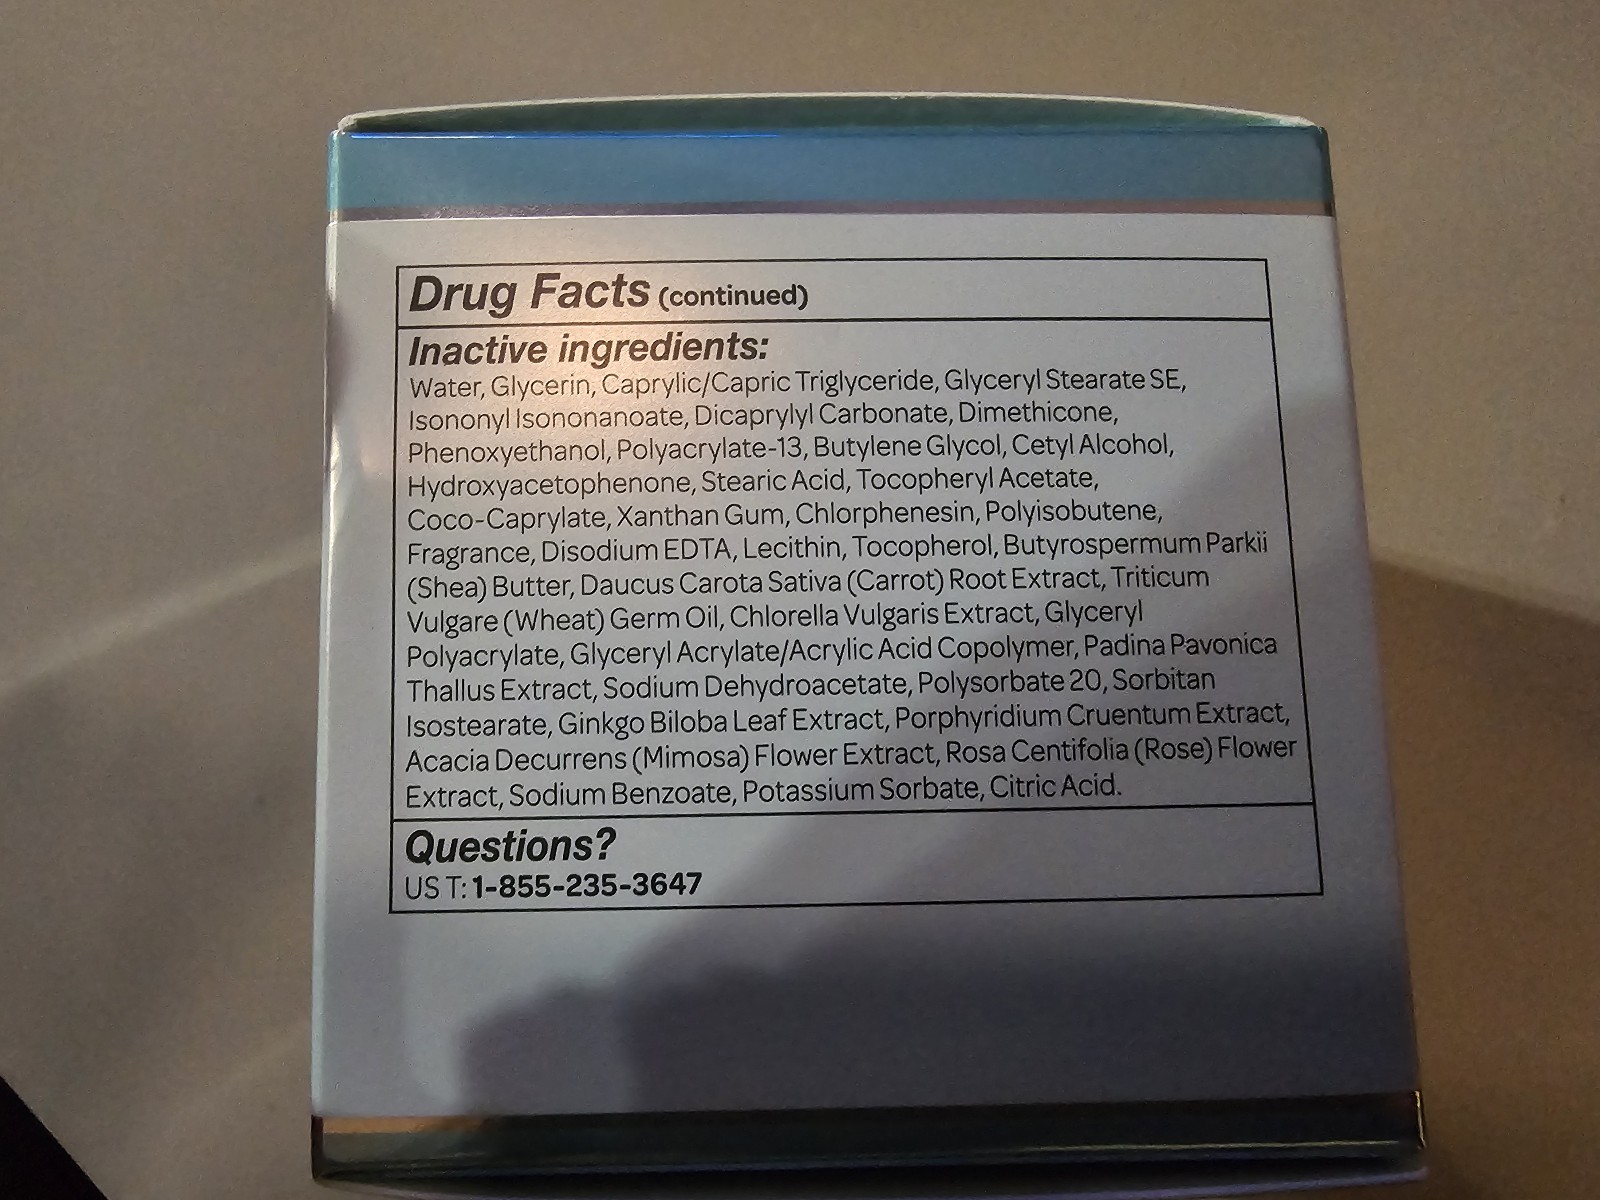 Drug Facts (continued)
Inactive ingredients:
Water, Glycerin, Caprylic/Capric Triglyceride, Glyceryl Stearate SE,
Isononyl Isononanoate, Dicaprylyl Carbonate, Dimethicone,
Phenoxyethanol, Polyacrylate-13, Butylene Glycol, Cetyl Alcohol,
Hydroxyacetophenone, Stearic Acid, Tocopheryl Acetate,
Coco-Caprylate, Xanthan Gum, Chlorphenesin, Polyisobutene,
Fragrance, Disodium EDTA, Lecithin, Tocopherol, Butyrospermum Parkii
(Shea) Butter, Daucus Carota Sativa (Carrot) Root Extract, Triticum
Vulgare (Wheat) Germ Oil, Chlorella Vulgaris Extract, Glyceryl
Polyacrylate, Glyceryl Acrylate/Acrylic Acid Copolymer, Padina Pavonica
Thallus Extract, Sodium Dehydroacetate, Polysorbate 20, Sorbitan
Isostearate, Ginkgo Biloba Leaf Extract, Porphyridium Cruentum Extract,
Acacia Decurrens (Mimosa) Flower Extract, Rosa Centifolia (Rose) Flower
Extract, Sodium Benzoate, Potassium Sorbate, Citric Acid.
Questions?
US T: 1-855-235-3647